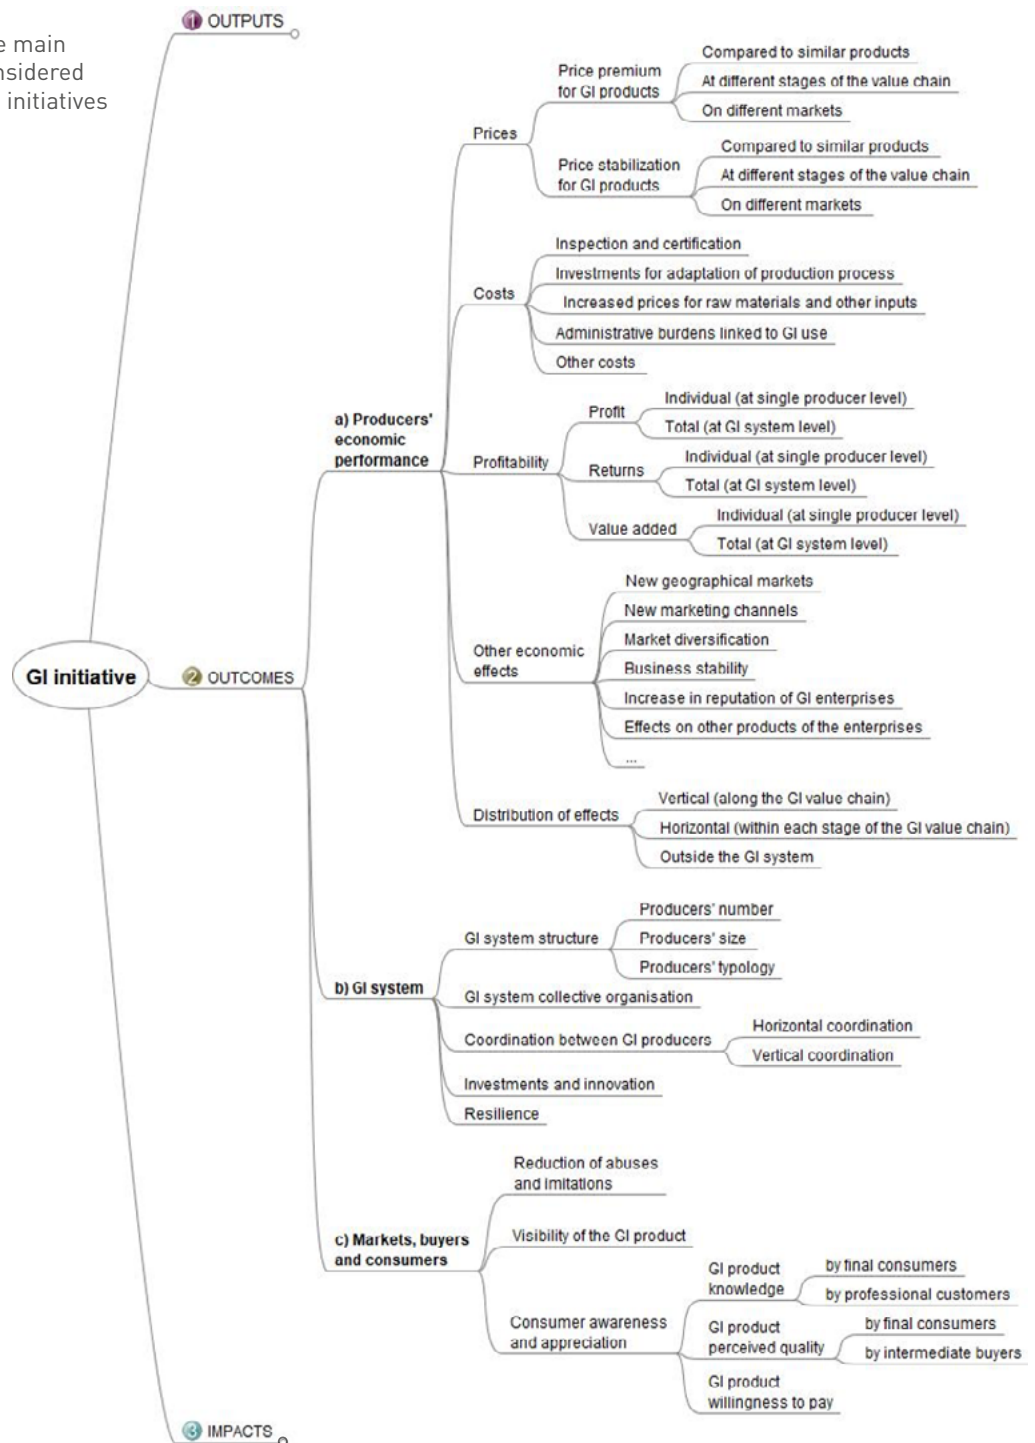 e main
nsidered
initiatives
1 OUTPUTS
GI initiative
2 OUTCOMES
a) Producers'
economic
performance
Prices
Price premium
for GI products
Compared to similar products
At different stages of the value chain
On different markets
Price stabilization
for GI products
Compared to similar products
At different stages of the value chain
On different markets
Costs
Inspection and certification
Investments for adaptation of production process
Increased prices for raw materials and other inputs
Administrative burdens linked to GI use
Other costs
Profitability
Profit
Individual (at single producer level)
Total (at GI system level)
Returns
Individual (at single producer level)
Total (at GI system level)
Value added
Individual (at single producer level)
Total (at GI system level)
Other economic
effects
New geographical markets
New marketing channels
Market diversification
Business stability
Increase in reputation of GI enterprises
Effects on other products of the enterprises
...
Distribution of effects
Vertical (along the GI value chain)
Horizontal (within each stage of the GI value chain)
Outside the GI system
b) GI system
GI system structure
Producers' number
Producers' size
Producers' typology
GI system collective organisation
Coordination between GI producers
Horizontal coordination
Vertical coordination
Investments and innovation
Resilience
c) Markets, buyers
and consumers
Reduction of abuses
and imitations
Visibility of the GI product
Consumer awareness
and appreciation
GI product
knowledge
by final consumers
by professional customers
GI product
perceived quality
by final consumers
by intermediate buyers
GI product
willingness to pay
3 IMPACTS